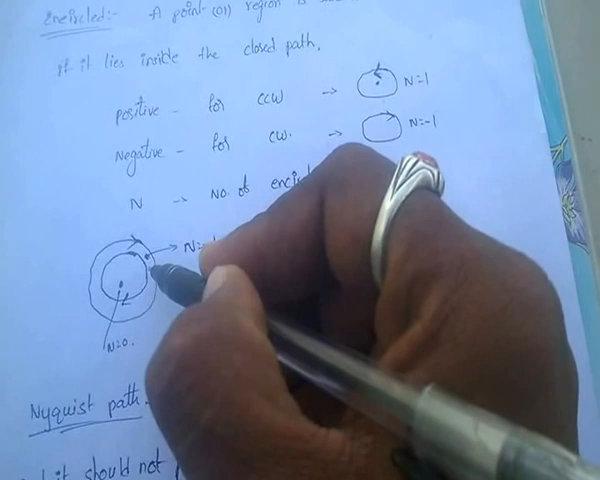 Encircled:- A point (or) region is
if it lies inside the closed path.
positive - for CCW → N=1
Negative - for CW. → N=-1
N → No. of
N=
N=0.
Nyquist path.
it should not